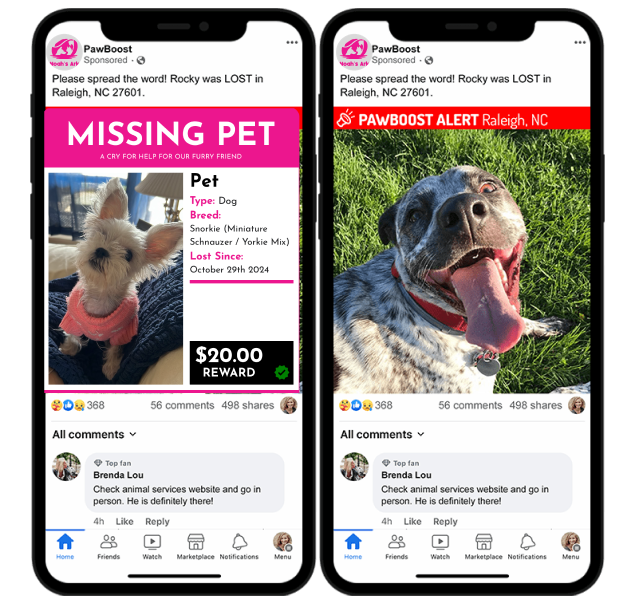 Noah's Ark
PawBoost
Sponsored ·
Please spread the word! Rocky was LOST in
Raleigh, NC 27601.
MISSING PET
A CRY FOR HELP FOR OUR FURRY FRIEND
Pet
Type: Dog
Breed:
Snorkie (Miniature
Schnauzer / Yorkie Mix)
Lost Since:
October 29th 2024
$20.00
REWARD
368
56 comments 498 shares
All comments
Top fan
Brenda Lou
Check animal services website and go in
person. He is definitely there!
4h Like Reply
Home Friends Watch Marketplace Notifications Menu
Noah's Ark
PawBoost
Sponsored ·
Please spread the word! Rocky was LOST in
Raleigh, NC 27601.
PAWBOOST ALERT Raleigh, NC
368
56 comments 498 shares
All comments
Top fan
Brenda Lou
Check animal services website and go in
person. He is definitely there!
4h Like Reply
Home Friends Watch Marketplace Notifications Menu